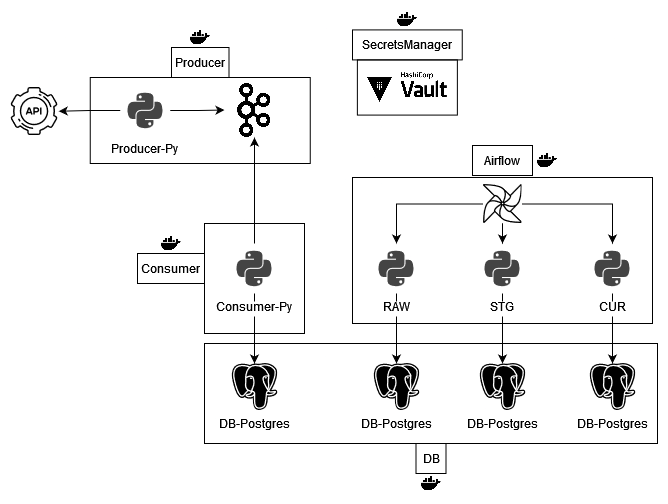 SecretsManager
HashiCorp
Vault
Producer
API
Producer-Py
Airflow
Consumer
Consumer-Py
RAW
STG
CUR
DB-Postgres
DB-Postgres
DB-Postgres
DB-Postgres
DB